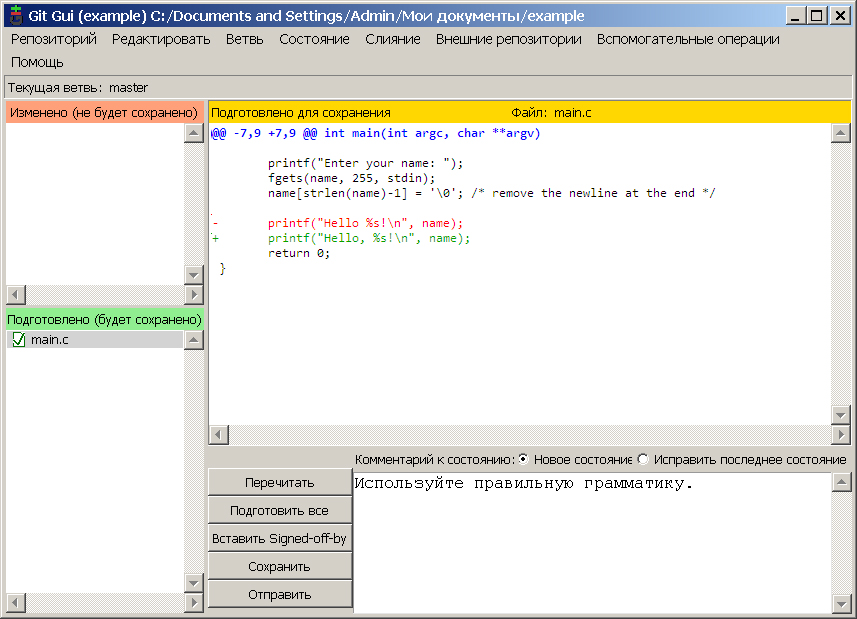 Git Gui (example) C:/Documents and Settings/Admin/Мои документы/example
Репозиторий Редактировать Ветвь Состояние Слияние Внешние репозитории Вспомогательные операции
Помощь
Текущая ветвь: master
Изменено (не будет сохранено)
Подготовлено для сохранения Файл: main.c
@@ -7,9 +7,9 @@ int main(int argc, char **argv)
printf("Enter your name: ");
fgets(name, 255, stdin);
name[strlen(name)-1] = '\0'; /* remove the newline at the end */
- printf("Hello %s!\n", name);
+ printf("Hello, %s!\n", name);
return 0;
}
Подготовлено (будет сохранено)
main.c
Комментарий к состоянию: Новое состояние Исправить последнее состояние
Используйте правильную грамматику.
Перечитать
Подготовить все
Вставить Signed-off-by
Сохранить
Отправить